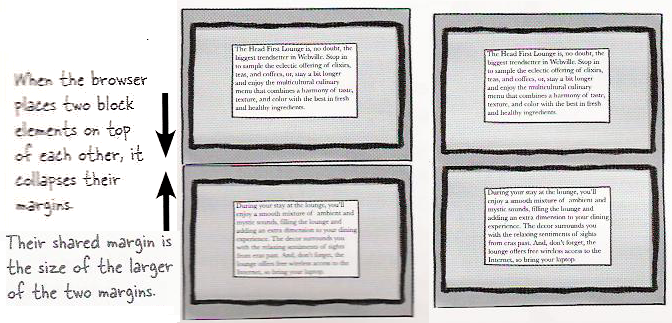 When the browser
places two block
elements on top
of each other, it
collapses their
margins.
Their shared margin is
the size of the larger
of the two margins.
The Head First Lounge is, no doubt, the
biggest trendsetter in Webville. Stop in
to sample the eclectic offering of elixirs,
teas, and coffees, or, stay a bit longer
and enjoy the multicultural culinary
menu that combines a harmony of taste,
texture, and color with the best in fresh
and healthy ingredients.
During your stay at the lounge, you'll
enjoy a smooth mixture of ambient and
mystic sounds, filling the lounge and
adding an extra dimension to your dining
experience. The decor surrounds you
with the relaxing sentiments of sights
from eras past. And, don't forget, the
lounge offers free wireless access to the
Internet, so bring your laptop.
The Head First Lounge is, no doubt, the
biggest trendsetter in Webville. Stop in
to sample the eclectic offering of elixirs,
teas, and coffees, or, stay a bit longer
and enjoy the multicultural culinary
menu that combines a harmony of taste,
texture, and color with the best in fresh
and healthy ingredients.
During your stay at the lounge, you'll
enjoy a smooth mixture of ambient and
mystic sounds, filling the lounge and
adding an extra dimension to your dining
experience. The decor surrounds you
with the relaxing sentiments of sights
from eras past. And, don't forget, the
lounge offers free wireless access to the
Internet, so bring your laptop.